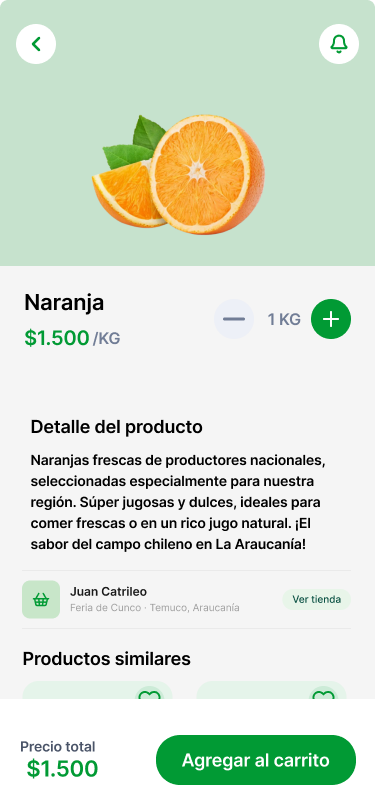 Naranja
$1.500 /KG
1 KG
Detalle del producto
Naranjas frescas de productores nacionales,
seleccionadas especialmente para nuestra
región. Súper jugosas y dulces, ideales para
comer frescas o en un rico jugo natural. ¡El
sabor del campo chileno en La Araucanía!
Juan Catrileo
Feria de Cunco · Temuco, Araucanía
Ver tienda
Productos similares
Precio total
$1.500
Agregar al carrito